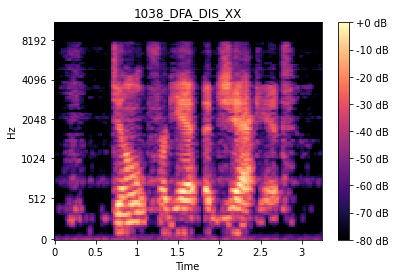 1038_DFA_DIS_XX
+0 dB
8192
-10 dB
4096
-20 dB
-30 dB
2048
Hz
-40 dB
1024
-50 dB
512
-60 dB
-70 dB
0
-80 dB
0 0.5 1 1.5 2 2.5 3
Time